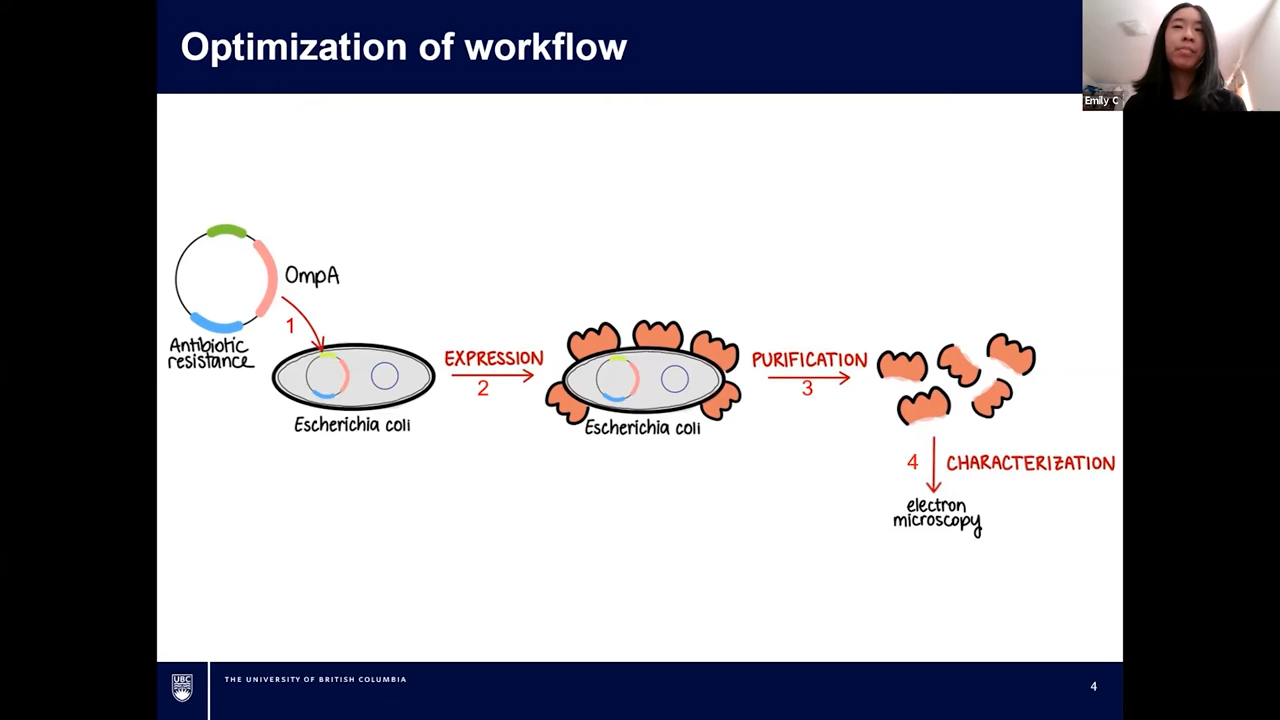 Optimization of workflow
Emily C
OmpA
1
Antibiotic
resistance
Escherichia coli
EXPRESSION
2
Escherichia coli
PURIFICATION
3
4
CHARACTERIZATION
electron
microscopy
UBC
THE UNIVERSITY OF BRITISH COLUMBIA
4